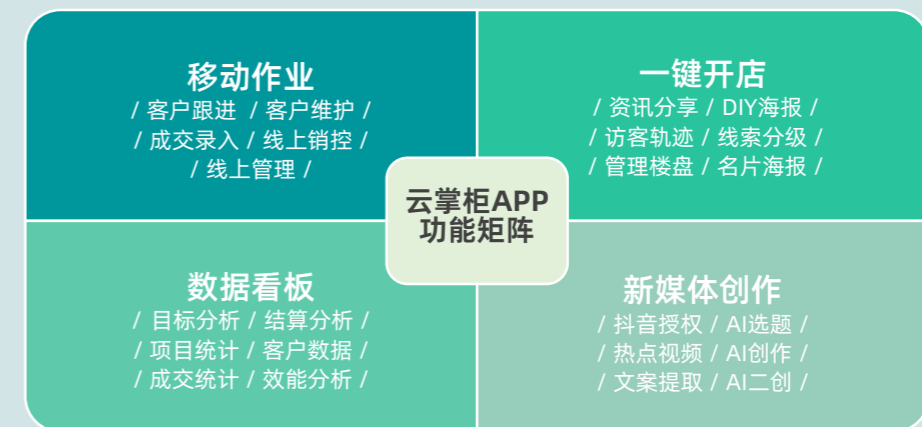 移动作业
/ 客户跟进 / 客户维护 /
/ 成交录入 / 线上销控 /
/ 线上管理 /
一键开店
/ 资讯分享 / DIY海报 /
/ 访客轨迹 / 线索分级 /
/ 管理楼盘 / 名片海报 /
云掌柜APP
功能矩阵
数据看板
/ 目标分析 / 结算分析 /
/ 项目统计 / 客户数据 /
/ 成交统计 / 效能分析 /
新媒体创作
/ 抖音授权 / AI选题 /
/ 热点视频 / AI创作 /
/ 文案提取 / AI二创 /